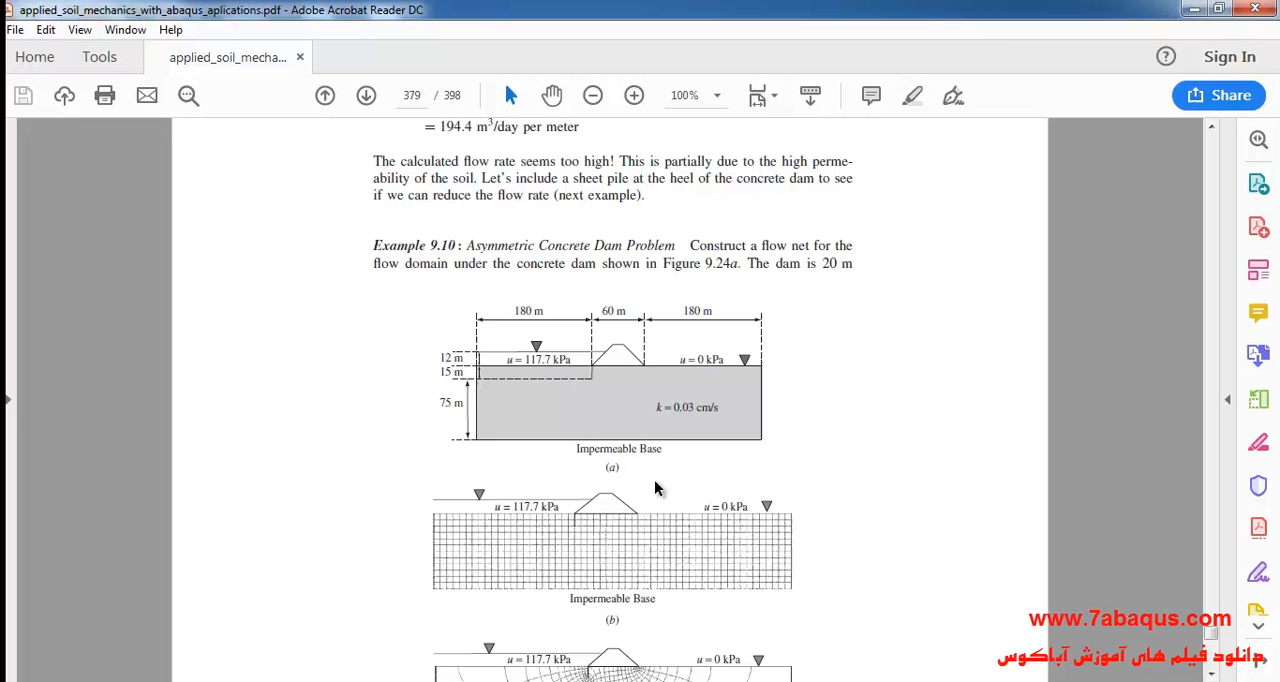 applied_soil_mechanics_with_abaqus_aplications.pdf - Adobe Acrobat Reader DC
File Edit View Window Help
Home Tools applied_soil_mecha... ×
Sign In
379 / 398
100%
Share
= 194.4 m³/day per meter
The calculated flow rate seems too high! This is partially due to the high perme-
ability of the soil. Let's include a sheet pile at the heel of the concrete dam to see
if we can reduce the flow rate (next example).
Example 9.10: Asymmetric Concrete Dam Problem Construct a flow net for the
flow domain under the concrete dam shown in Figure 9.24a. The dam is 20 m
180 m 60 m 180 m
12 m u = 117.7 kPa u = 0 kPa
15 m
75 m k = 0.03 cm/s
Impermeable Base
(a)
u = 117.7 kPa u = 0 kPa
Impermeable Base
(b)
u = 117.7 kPa u = 0 kPa
www.7abaqus.com
دانلود فیلم های آموزش آباکوس